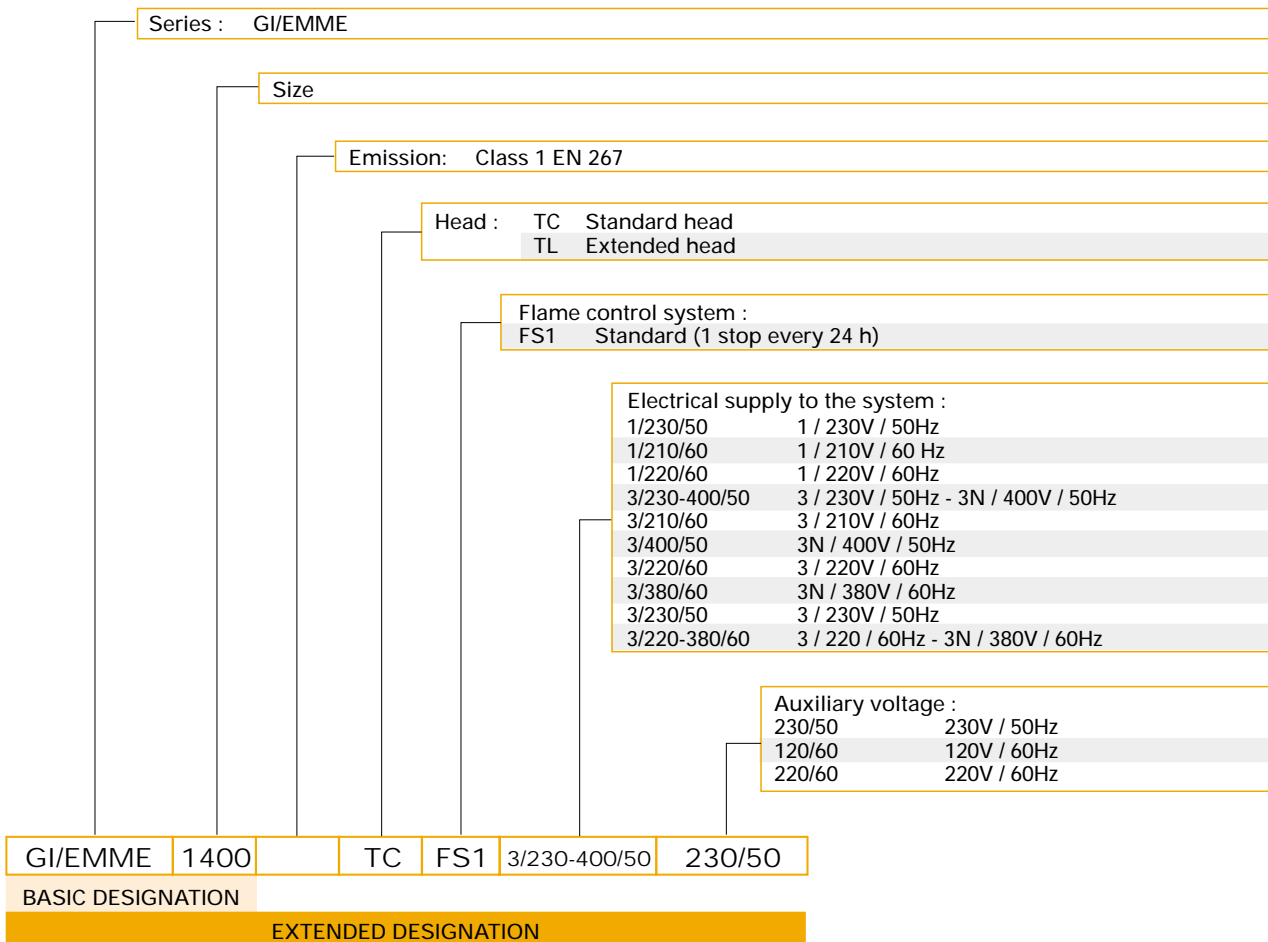 Series : GI/EMME
Size
Emission: Class 1 EN 267
Head : TC Standard head
TL Extended head
Flame control system :
FS1 Standard (1 stop every 24 h)
Electrical supply to the system :
1/230/50 1 / 230V / 50Hz
1/210/60 1 / 210V / 60 Hz
1/220/60 1 / 220V / 60Hz
3/230-400/50 3 / 230V / 50Hz - 3N / 400V / 50Hz
3/210/60 3 / 210V / 60Hz
3/400/50 3N / 400V / 50Hz
3/220/60 3 / 220V / 60Hz
3/380/60 3N / 380V / 60Hz
3/230/50 3 / 230V / 50Hz
3/220-380/60 3 / 220 / 60Hz - 3N / 380V / 60Hz
Auxiliary voltage :
230/50 230V / 50Hz
120/60 120V / 60Hz
220/60 220V / 60Hz
GI/EMME 1400 TC FS1 3/230-400/50 230/50
BASIC DESIGNATION
EXTENDED DESIGNATION